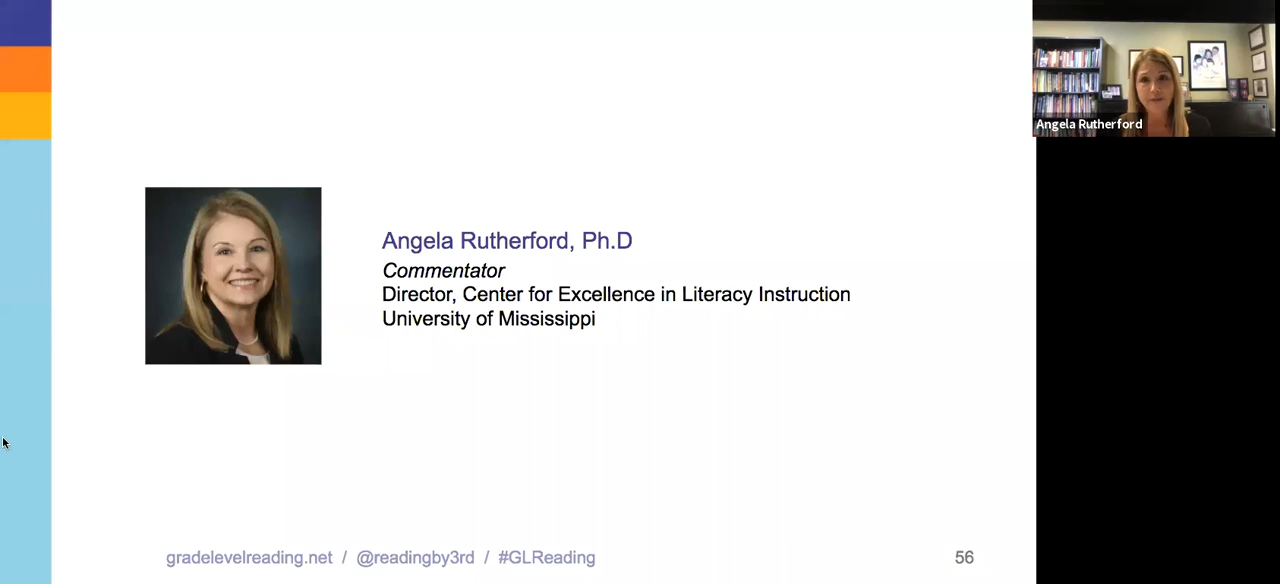 Angela Rutherford
Angela Rutherford, Ph.D
Commentator
Director, Center for Excellence in Literacy Instruction
University of Mississippi
gradelevelreading.net / @readingby3rd / #GLReading
56